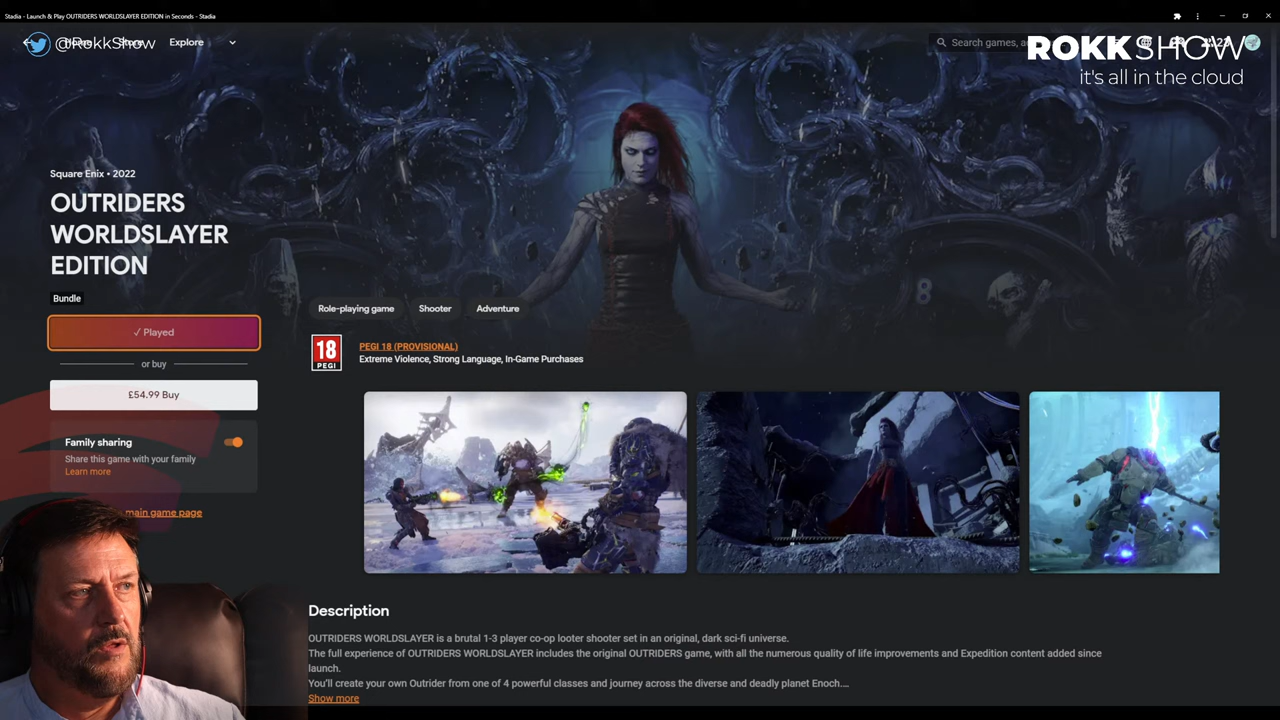 Stadia - Launch & Play OUTRIDERS WORLDSLAYER EDITION in Seconds - Stadia
@RokkShow
Home
Store
Explore
Search games,
ROKKSHOW
it's all in the cloud
Square Enix • 2022
OUTRIDERS
WORLDSLAYER
EDITION
Bundle
✓ Played
or buy
£54.99 Buy
Family sharing
Share this game with your family
Learn more
main game page
Role-playing game
Shooter
Adventure
18
PEGI
PEGI 18 (PROVISIONAL)
Extreme Violence, Strong Language, In-Game Purchases
Description
OUTRIDERS WORLDSLAYER is a brutal 1-3 player co-op looter shooter set in an original, dark sci-fi universe.
The full experience of OUTRIDERS WORLDSLAYER includes the original OUTRIDERS game, with all the numerous quality of life improvements and Expedition content added since
launch.
You'll create your own Outrider from one of 4 powerful classes and journey across the diverse and deadly planet Enoch....
Show more